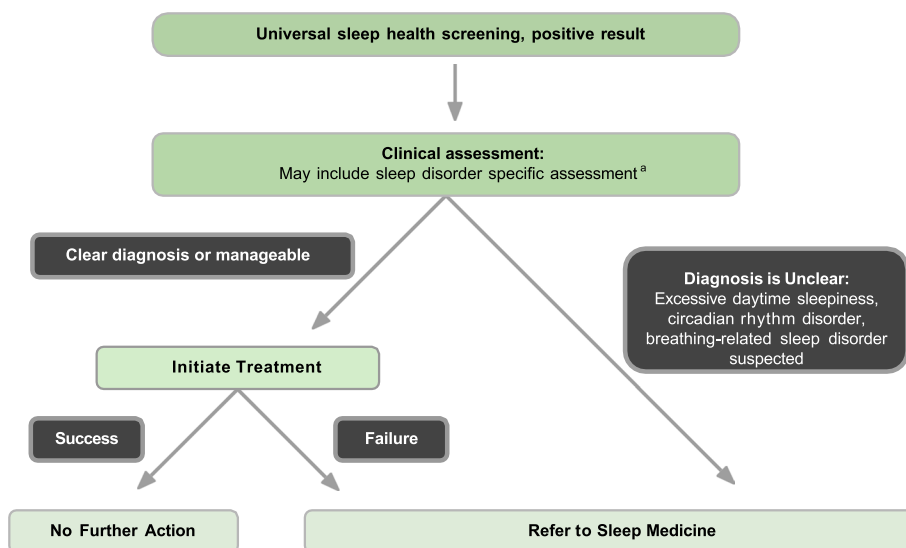 Universal sleep health screening, positive result
Clinical assessment:
May include sleep disorder specific assessment a
Clear diagnosis or manageable
Diagnosis is Unclear:
Excessive daytime sleepiness,
circadian rhythm disorder,
breathing-related sleep disorder
suspected
Initiate Treatment
Success
Failure
No Further Action
Refer to Sleep Medicine